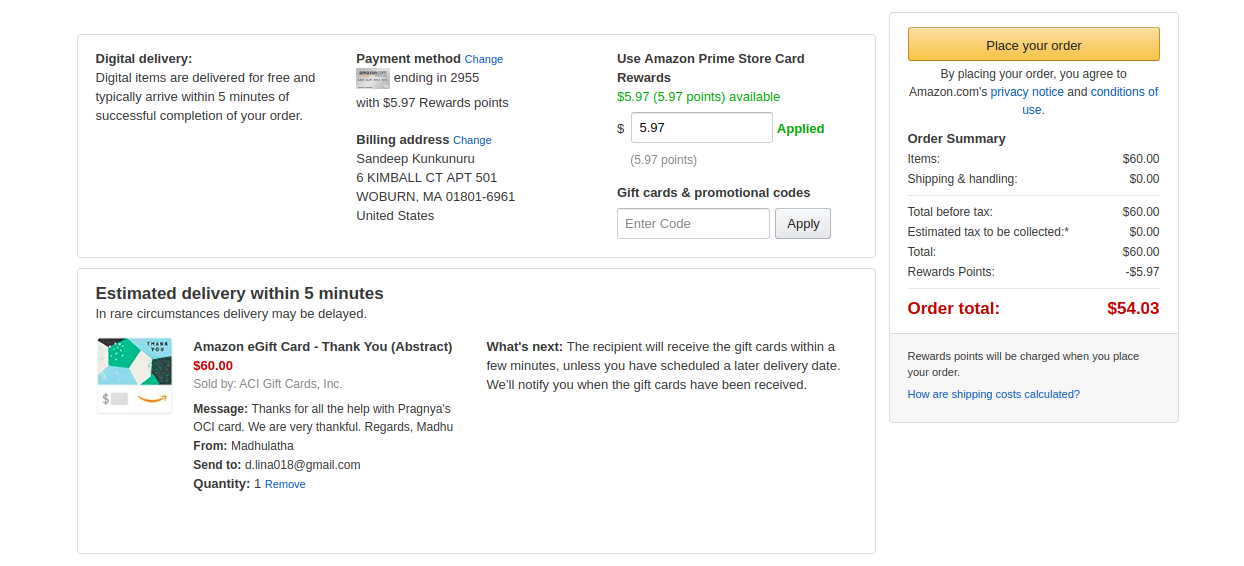 Digital delivery:
Digital items are delivered for free and
typically arrive within 5 minutes of
successful completion of your order.
Payment method Change
amazon.com ending in 2955
with $5.97 Rewards points
Billing address Change
Sandeep Kunkunuru
6 KIMBALL CT APT 501
WOBURN, MA 01801-6961
United States
Use Amazon Prime Store Card
Rewards
$5.97 (5.97 points) available
$ 5.97 Applied
(5.97 points)
Gift cards & promotional codes
Enter Code Apply
Estimated delivery within 5 minutes
In rare circumstances delivery may be delayed.
THANK
YOU
$
Amazon eGift Card - Thank You (Abstract)
$60.00
Sold by: ACI Gift Cards, Inc.
Message: Thanks for all the help with Pragnya's
OCI card. We are very thankful. Regards, Madhu
From: Madhulatha
Send to: d.lina018@gmail.com
Quantity: 1 Remove
What's next: The recipient will receive the gift cards within a
few minutes, unless you have scheduled a later delivery date.
We'll notify you when the gift cards have been received.
Place your order
By placing your order, you agree to
Amazon.com's privacy notice and conditions of
use.
Order Summary
Items: $60.00
Shipping & handling: $0.00
Total before tax: $60.00
Estimated tax to be collected:* $0.00
Total: $60.00
Rewards Points: -$5.97
Order total: $54.03
Rewards points will be charged when you place
your order.
How are shipping costs calculated?